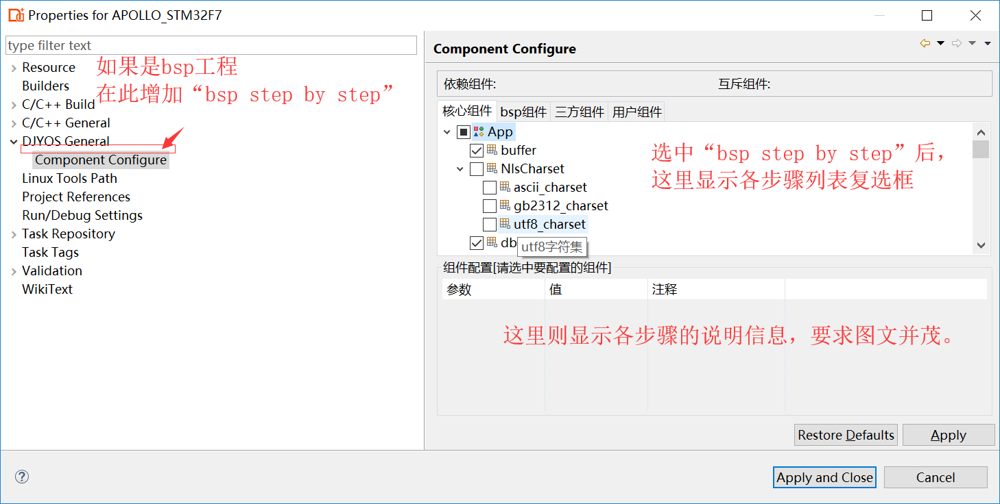 Properties for APOLLO_STM32F7
type filter text
Resource
Builders
C/C++ Build
C/C++ General
DJYOS General
Component Configure
Linux Tools Path
Project References
Run/Debug Settings
Task Repository
Task Tags
Validation
WikiText
如果是bsp工程
在此增加“bsp step by step”
Component Configure
依赖组件: 互斥组件:
核心组件 bsp组件 三方组件 用户组件
App
buffer
NlsCharset
ascii_charset
gb2312_charset
utf8_charset
db
utf8字符集
选中“bsp step by step”后，
这里显示各步骤列表复选框
组件配置[请选中要配置的组件]
参数 值 注释
这里则显示各步骤的说明信息，要求图文并茂。
Restore Defaults Apply
? Apply and Close Cancel